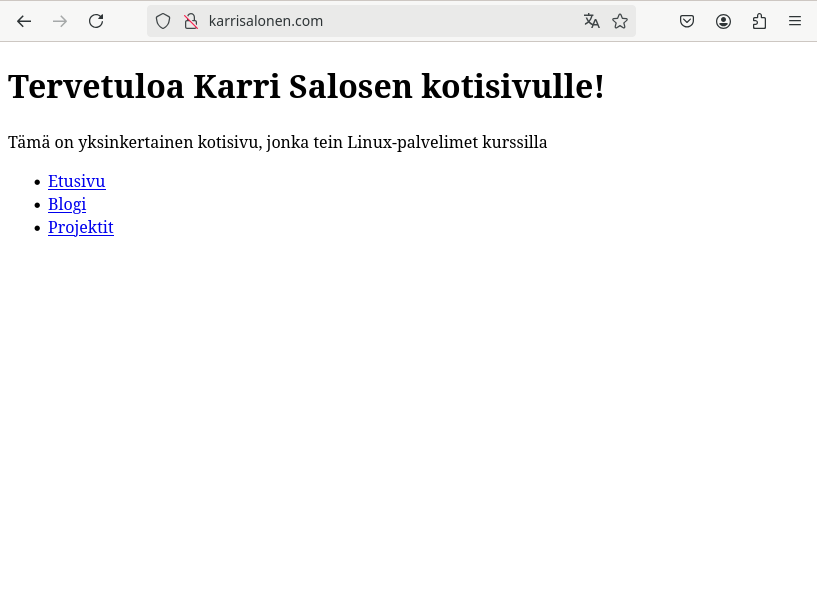 karrisalonen.com
Tervetuloa Karri Salosen kotisivulle!
Tämä on yksinkertainen kotisivu, jonka tein Linux-palvelimet kurssilla
Etusivu
Blogi
Projektit